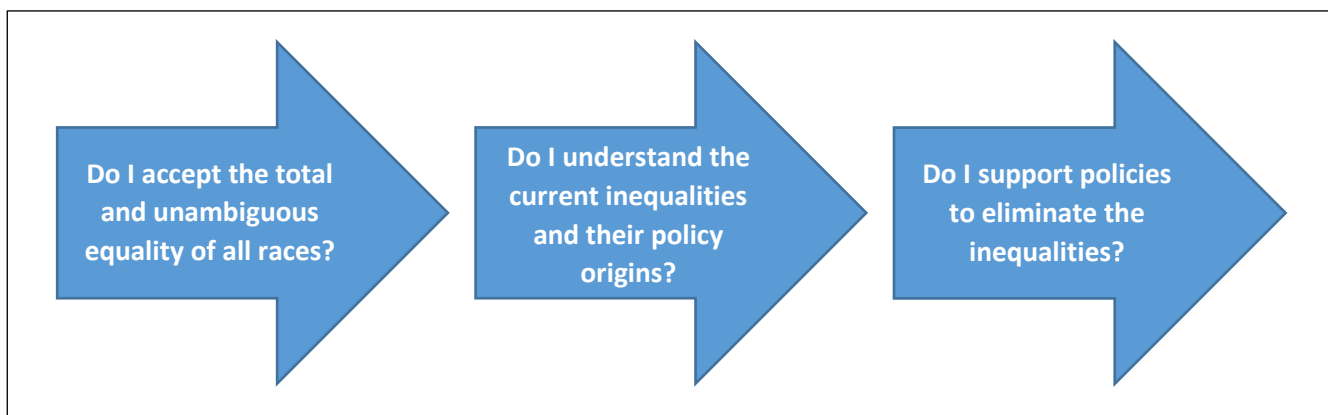 Do I accept the total
and unambiguous
equality of all races?
Do I understand the
current inequalities
and their policy
origins?
Do I support policies
to eliminate the
inequalities?